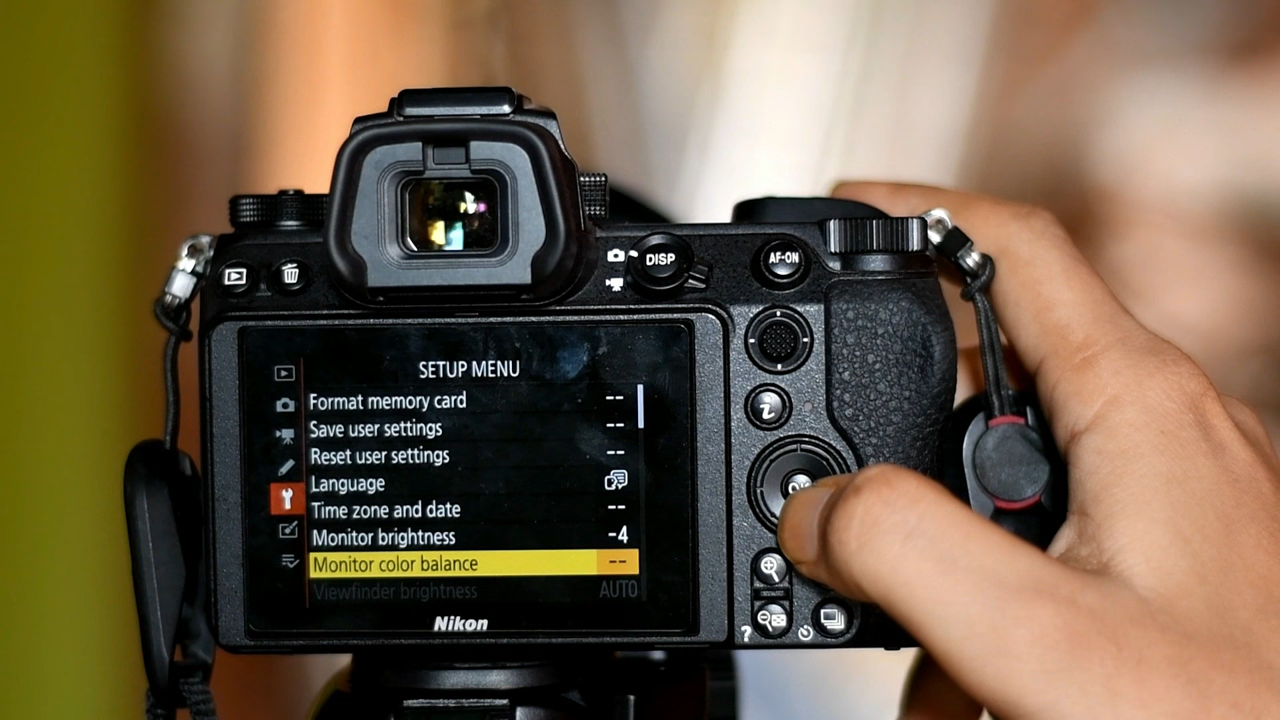 DISP
AF-ON
i
SETUP MENU
Format memory card --
Save user settings --
Reset user settings --
Language
Time zone and date --
Monitor brightness -4
Monitor color balance --
Viewfinder brightness AUTO
Nikon
?